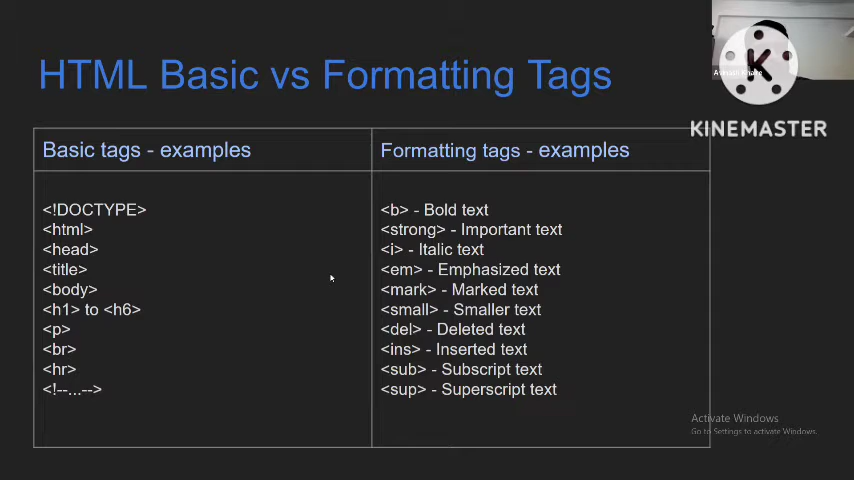 HTML Basic vs Formatting Tags
KINEMASTER
Basic tags - examples
Formatting tags - examples
<!DOCTYPE>
<html>
<head>
<title>
<body>
<h1> to <h6>
<p>
<br>
<hr>
<!--...-->
<b> - Bold text
<strong> - Important text
<i> - Italic text
<em> - Emphasized text
<mark> - Marked text
<small> - Smaller text
<del> - Deleted text
<ins> - Inserted text
<sub> - Subscript text
<sup> - Superscript text
Activate Windows
Go to Settings to activate Windows.